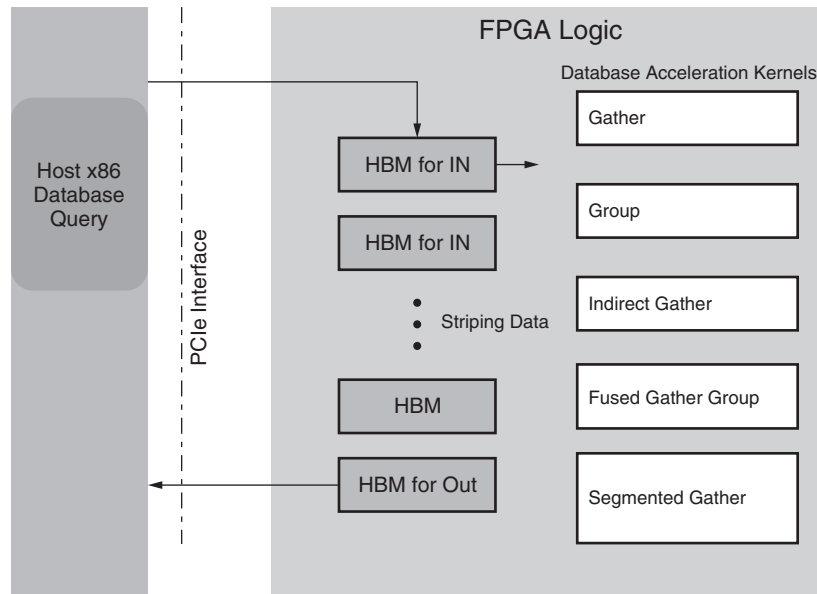 FPGA Logic
Database Acceleration Kernels
Host x86
Database
Query
PCIe Interface
HBM for IN
HBM for IN
Striping Data
HBM
HBM for Out
Gather
Group
Indirect Gather
Fused Gather Group
Segmented Gather